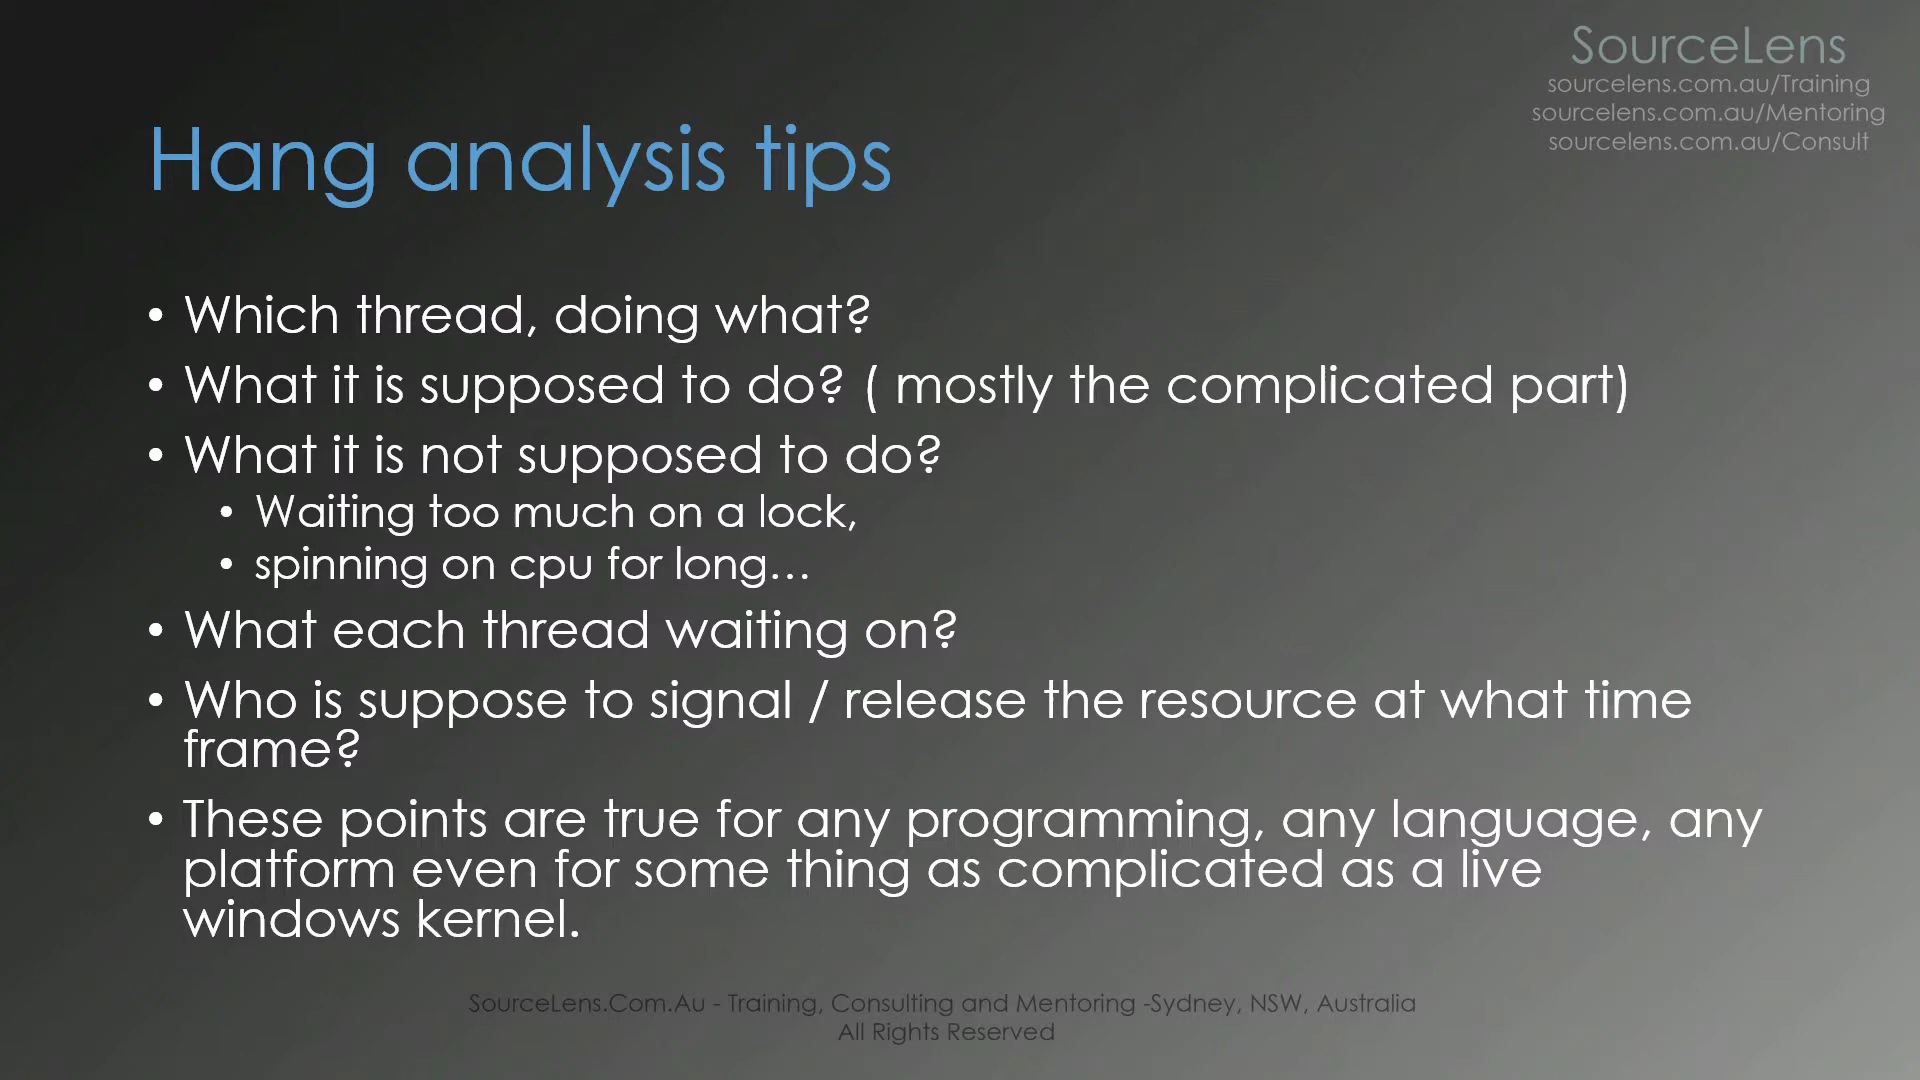 SourceLens
sourcelens.com.au/Training
sourcelens.com.au/Mentoring
sourcelens.com.au/Consult
Hang analysis tips
• Which thread, doing what?
• What it is supposed to do? ( mostly the complicated part)
• What it is not supposed to do?
• Waiting too much on a lock,
• spinning on cpu for long…
• What each thread waiting on?
• Who is suppose to signal / release the resource at what time
frame?
• These points are true for any programming, any language, any
platform even for some thing as complicated as a live
windows kernel.
SourceLens.Com.Au - Training, Consulting and Mentoring -Sydney, NSW, Australia
All Rights Reserved